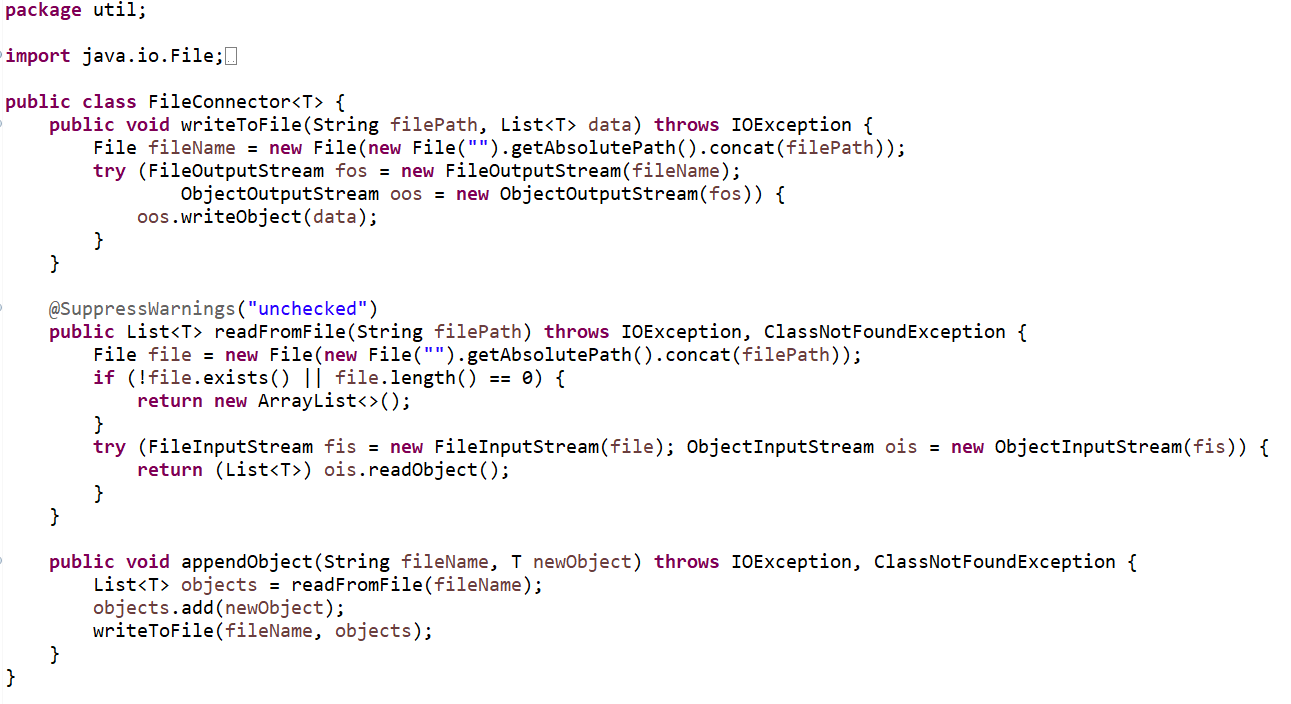 package util;
import java.io.File;
public class FileConnector<T> {
    public void writeToFile(String filePath, List<T> data) throws IOException {
        File fileName = new File(new File("").getAbsolutePath().concat(filePath));
        try (FileOutputStream fos = new FileOutputStream(fileName);
                ObjectOutputStream oos = new ObjectOutputStream(fos)) {
            oos.writeObject(data);
        }
    }
    @SuppressWarnings("unchecked")
    public List<T> readFromFile(String filePath) throws IOException, ClassNotFoundException {
        File file = new File(new File("").getAbsolutePath().concat(filePath));
        if (!file.exists() || file.length() == 0) {
            return new ArrayList<>();
        }
        try (FileInputStream fis = new FileInputStream(file); ObjectInputStream ois = new ObjectInputStream(fis)) {
            return (List<T>) ois.readObject();
        }
    }
    public void appendObject(String fileName, T newObject) throws IOException, ClassNotFoundException {
        List<T> objects = readFromFile(fileName);
        objects.add(newObject);
        writeToFile(fileName, objects);
    }
}